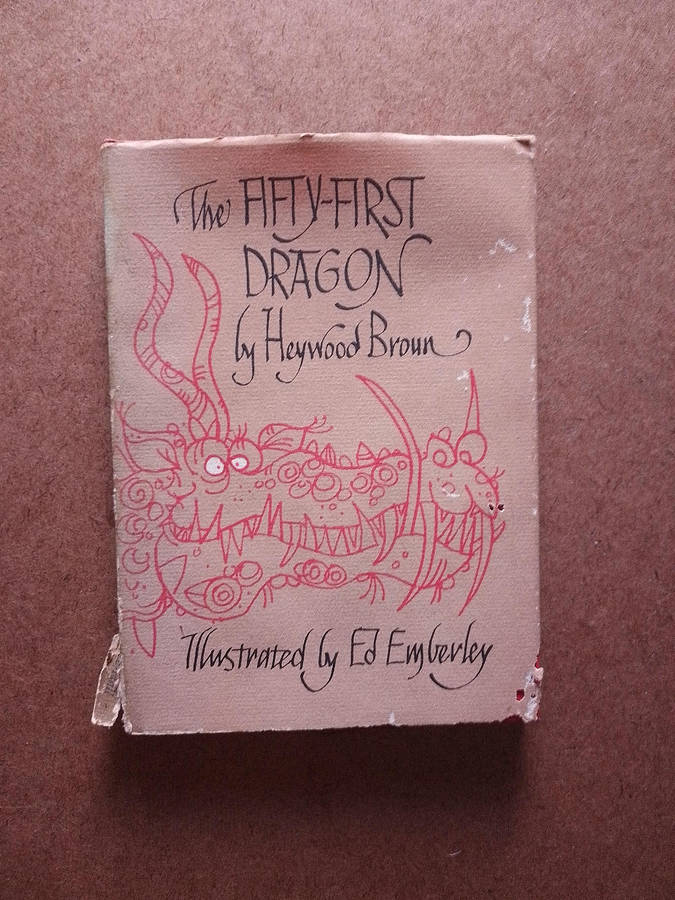 The FIFTY-FIRST
DRAGON
by Heywood Broun
Illustrated by Ed Emberley